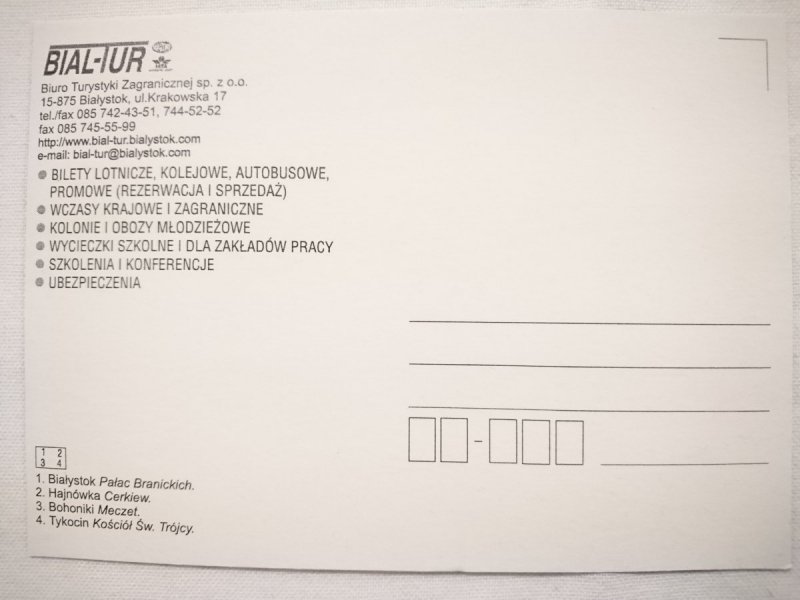 BIAL-TUR
Biuro Turystyki Zagranicznej sp. z o.o.
15-875 Białystok, ul.Krakowska 17
tel./fax 085 742-43-51, 744-52-52
fax 085 745-55-99
http://www.bial-tur.bialystok.com
e-mail: bial-tur@bialystok.com
BILETY LOTNICZE, KOLEJOWE, AUTOBUSOWE,
PROMOWE (REZERWACJA I SPRZEDAŻ)
WCZASY KRAJOWE I ZAGRANICZNE
KOLONIE I OBOZY MŁODZIEŻOWE
WYCIECZKI SZKOLNE I DLA ZAKŁADÓW PRACY
SZKOLENIA I KONFERENCJE
UBEZPIECZENIA
1 2
3 4
1. Białystok Pałac Branickich.
2. Hajnówka Cerkiew.
3. Bohoniki Meczet.
4. Tykocin Kościół Św. Trójcy.